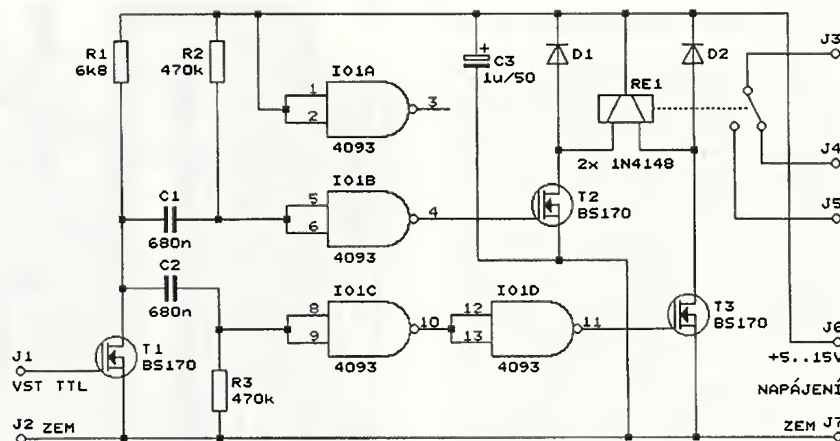 R1
6k8
R2
470k
IO1A
1
2
3
4093
C3
+
1u/50
D1
D2
RE1
2x 1N4148
J3
J4
J5
C1
680n
IO1B
5
6
4
4093
T2
BS170
C2
680n
IO1C
8
9
10
4093
IO1D
12
13
11
4093
T3
BS170
J1
VST TTL
T1
BS170
R3
470k
J6
+5..15V
NAPÁJENÍ
J2 ZEM
ZEM J7